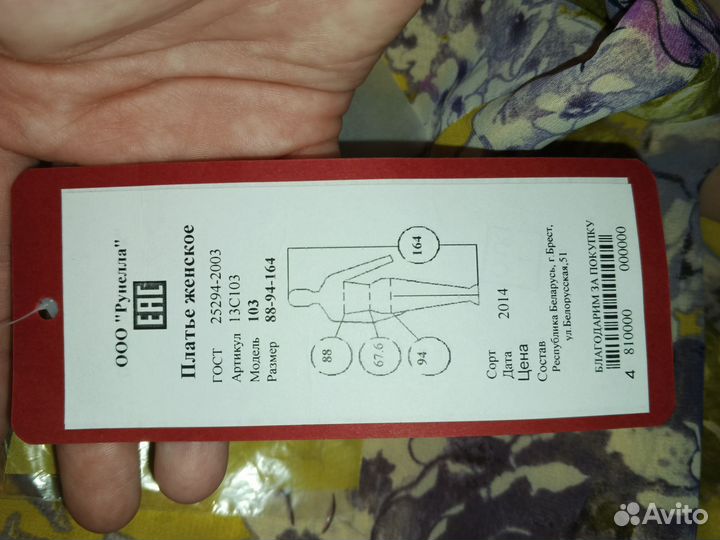 ООО "Рунелла"
ЕАС
Платье женское
ГОСТ 25294-2003
Артикул 13С103
Модель 103
Размер 88-94-164
164
88
67.6
94
Сорт
Дата 2014
Цена
Состав
Республика Беларусь, г.Брест,
ул.Белорусская,51
БЛАГОДАРИМ ЗА ПОКУПКУ
4 810000 000000
Avito